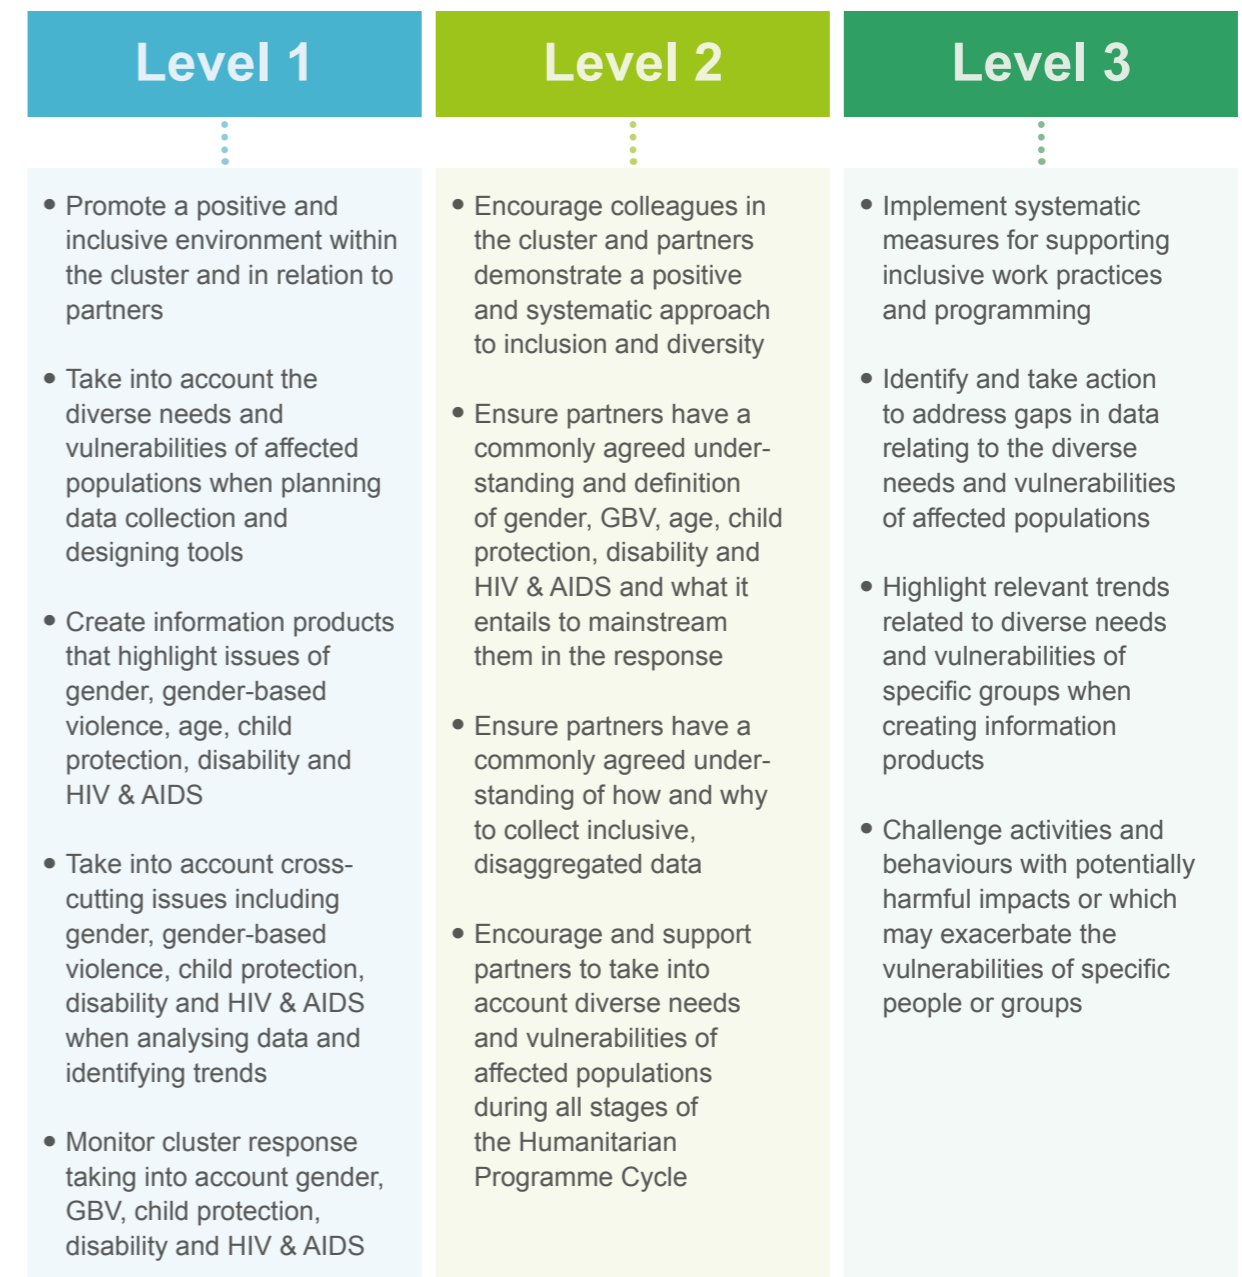 Level 1
• Promote a positive and
inclusive environment within
the cluster and in relation to
partners
• Take into account the
diverse needs and
vulnerabilities of affected
populations when planning
data collection and
designing tools
• Create information products
that highlight issues of
gender, gender-based
violence, age, child
protection, disability and
HIV & AIDS
• Take into account cross-
cutting issues including
gender, gender-based
violence, child protection,
disability and HIV & AIDS
when analysing data and
identifying trends
• Monitor cluster response
taking into account gender,
GBV, child protection,
disability and HIV & AIDS
Level 2
• Encourage colleagues in
the cluster and partners
demonstrate a positive
and systematic approach
to inclusion and diversity
• Ensure partners have a
commonly agreed under-
standing and definition
of gender, GBV, age, child
protection, disability and
HIV & AIDS and what it
entails to mainstream
them in the response
• Ensure partners have a
commonly agreed under-
standing of how and why
to collect inclusive,
disaggregated data
• Encourage and support
partners to take into
account diverse needs
and vulnerabilities of
affected populations
during all stages of
the Humanitarian
Programme Cycle
Level 3
• Implement systematic
measures for supporting
inclusive work practices
and programming
• Identify and take action
to address gaps in data
relating to the diverse
needs and vulnerabilities
of affected populations
• Highlight relevant trends
related to diverse needs
and vulnerabilities of
specific groups when
creating information
products
• Challenge activities and
behaviours with potentially
harmful impacts or which
may exacerbate the
vulnerabilities of specific
people or groups